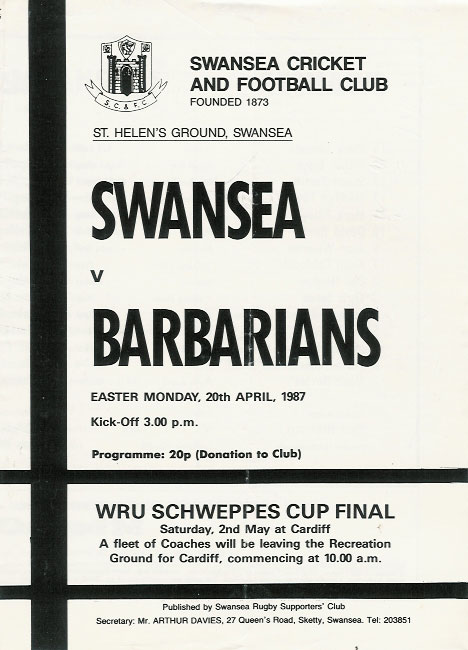 SWANSEA CRICKET
AND FOOTBALL CLUB
FOUNDED 1873
S.C.& F.C
ST. HELEN'S GROUND, SWANSEA
SWANSEA
v
BARBARIANS
EASTER MONDAY, 20th APRIL, 1987
Kick-Off 3.00 p.m.
Programme: 20p (Donation to Club)
WRU SCHWEPPES CUP FINAL
Saturday, 2nd May at Cardiff
A fleet of Coaches will be leaving the Recreation
Ground for Cardiff, commencing at 10.00 a.m.
Published by Swansea Rugby Supporters' Club
Secretary: Mr. ARTHUR DAVIES, 27 Queen's Road, Sketty, Swansea. Tel: 203851